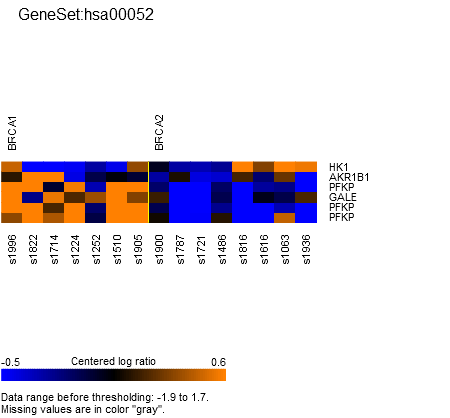 GeneSet:hsa00052
BRCA1 BRCA2
HK1
AKR1B1
PFKP
GALE
PFKP
PFKP
s1996 s1822 s1714 s1224 s1252 s1510 s1905 s1900 s1787 s1721 s1486 s1816 s1616 s1063 s1936
-0.5 Centered log ratio 0.6
Data range before thresholding: -1.9 to 1.7.
Missing values are in color "gray".